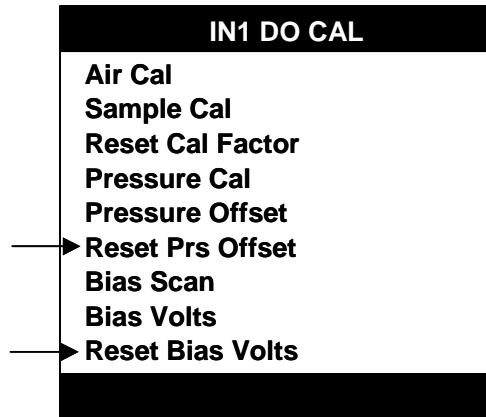 IN1 DO CAL
Air Cal
Sample Cal
Reset Cal Factor
Pressure Cal
Pressure Offset
Reset Prs Offset
Bias Scan
Bias Volts
Reset Bias Volts